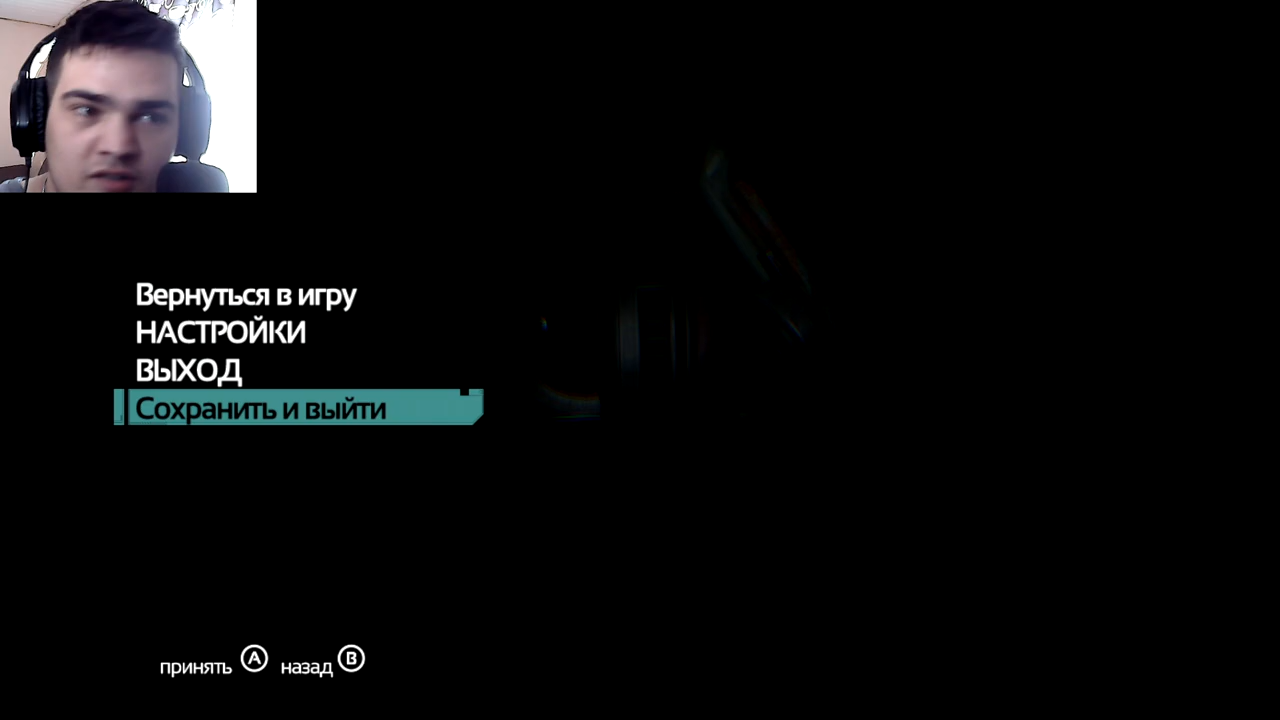 Вернуться в игру
НАСТРОЙКИ
ВЫХОД
Сохранить и выйти
принять A назад B